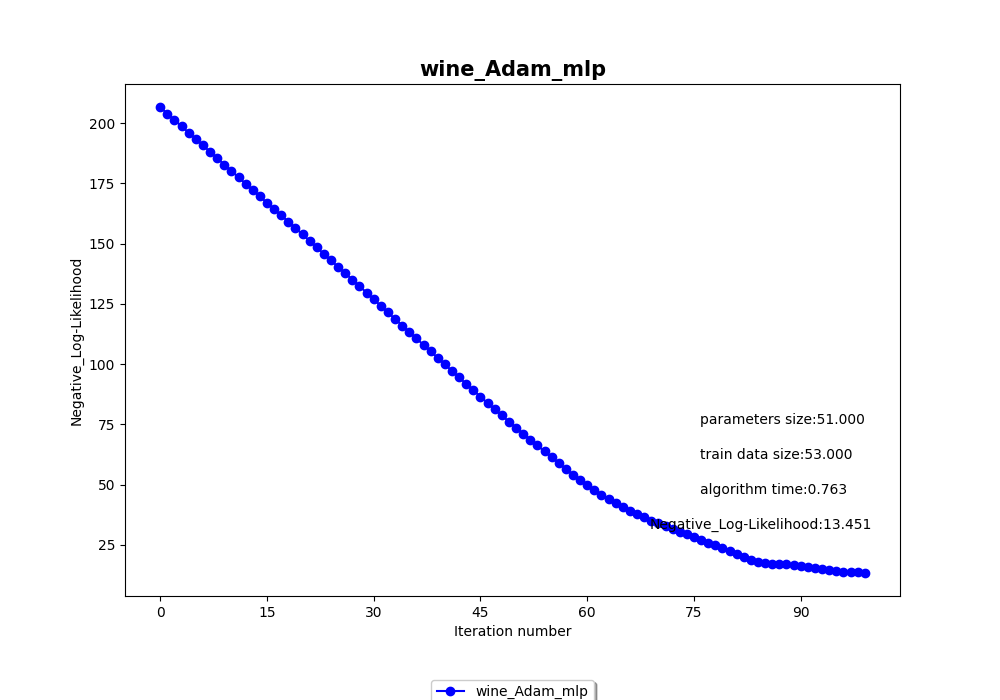 wine_Adam_mlp
200
175
150
125
100
75
50
25
Negative_Log-Likelihood
parameters size:51.000
train data size:53.000
algorithm time:0.763
Negative_Log-Likelihood:13.451
0 15 30 45 60 75 90
Iteration number
wine_Adam_mlp